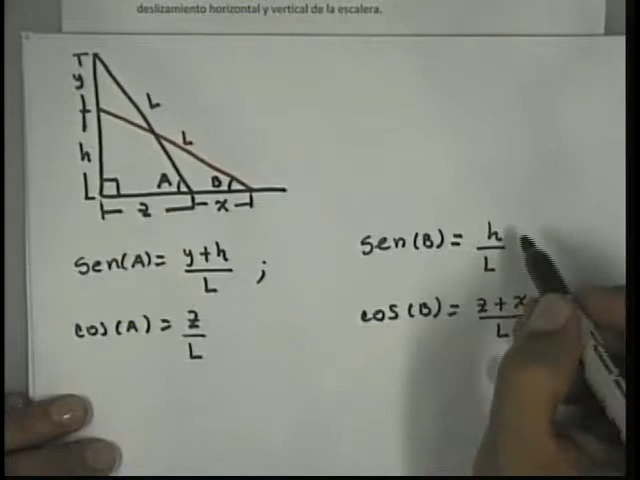 deslizamiento horizontal y vertical de la escalera.
y
L
L
h
A
B
z
x
sen(A) = y+h/L ;
sen(B) = h/L
cos(A) = z/L
cos(B) = z+x/L